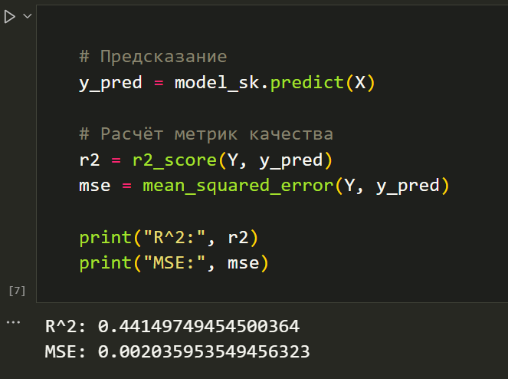 # Предсказание
y_pred = model_sk.predict(X)
# Расчёт метрик качества
r2 = r2_score(Y, y_pred)
mse = mean_squared_error(Y, y_pred)
print("R^2:", r2)
print("MSE:", mse)
[7]
... R^2: 0.44149749454500364
MSE: 0.002035953549456323